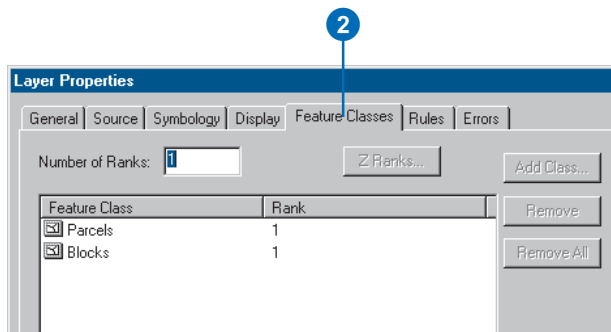 2
Layer Properties
General Source Symbology Display Feature Classes Rules Errors
Number of Ranks: 1 Z Ranks... Add Class...
Feature Class Rank Remove
Parcels 1
Blocks 1 Remove All